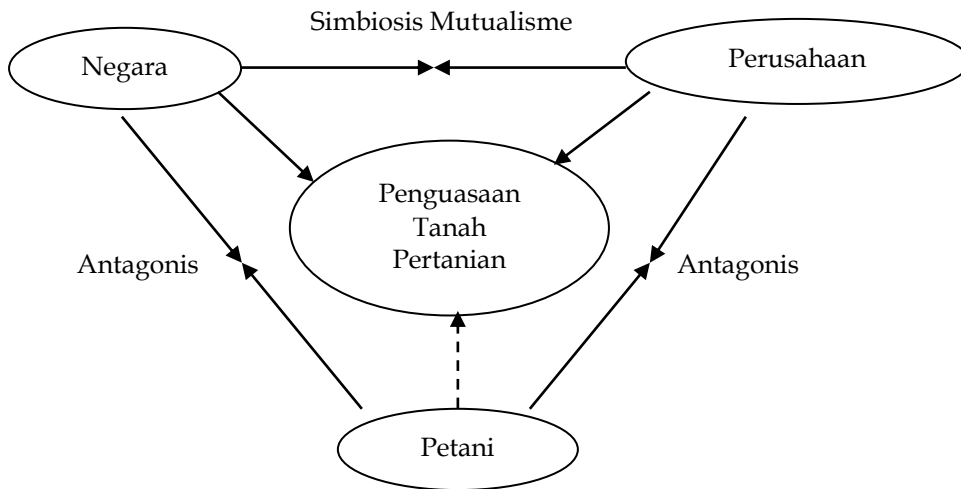 Simbiosis Mutualisme
Negara
Perusahaan
Penguasaan
Tanah
Pertanian
Antagonis
Antagonis
Petani